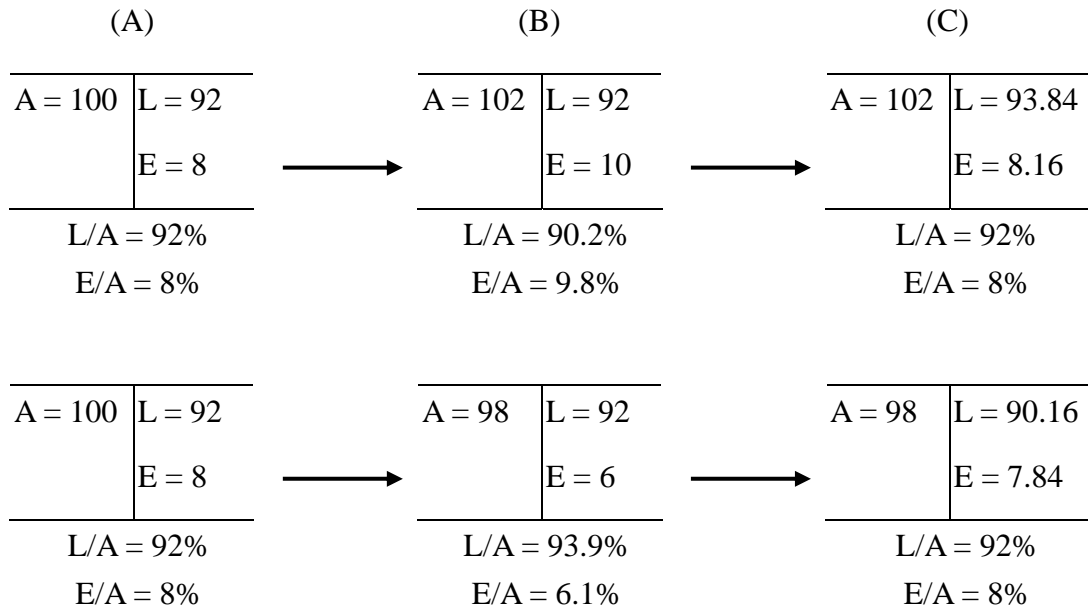 (A) (B) (C)
A = 100 L = 92 A = 102 L = 92 A = 102 L = 93.84
E = 8 E = 10 E = 8.16
L/A = 92% L/A = 90.2% L/A = 92%
E/A = 8% E/A = 9.8% E/A = 8%
A = 100 L = 92 A = 98 L = 92 A = 98 L = 90.16
E = 8 E = 6 E = 7.84
L/A = 92% L/A = 93.9% L/A = 92%
E/A = 8% E/A = 6.1% E/A = 8%